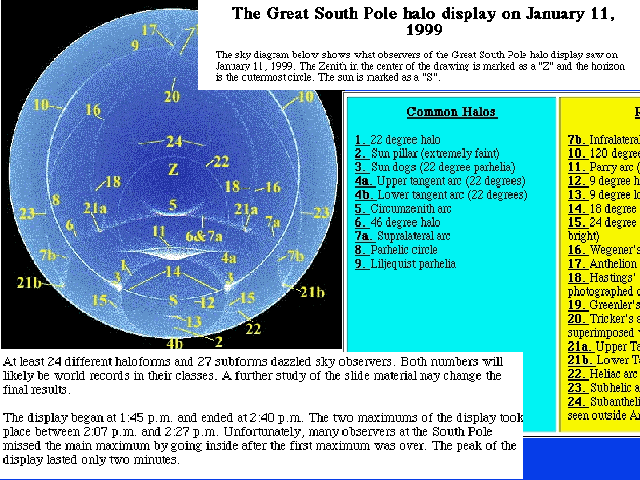 The Great South Pole halo display on January 11,
1999
The sky diagram below shows what observers of the Great South Pole halo display saw on
January 11, 1999. The Zenith in the center of the drawing is marked as a "Z" and the horizon
is the outermost circle. The sun is marked as a "S".
17
9
10
16
20
10
24
Z
22
18
18
16
8
5
23
21a
21a
23
6
11
6&7a
7a
7b
4a
7b
1
14
21b
3
3
21b
15
S
12
15
13
22
2
4b
Common Halos
1. 22 degree halo
2. Sun pillar (extremely faint)
3. Sun dogs (22 degree parhelia)
4a. Upper tangent arc (22 degrees)
4b. Lower tangent arc (22 degrees)
5. Circumzenith arc
6. 46 degree halo
7a. Supralateral arc
8. Parhelic circle
9. Liljequist parhelia
7b. Infralateral
10. 120 degree
11. Parry arc (
12. 9 degree h
13. 9 degree lo
14. 18 degree
15. 24 degree
bright)
16. Wegener's
17. Anthelion
18. Hastings'
photographed o
19. Greenler's
20. Tricker's a
superimposed
21a. Upper Ta
21b. Lower Ta
22. Heliac arc
23. Subhelic a
24. Subantheli
seen outside An
At least 24 different haloforms and 27 subforms dazzled sky observers. Both numbers will
likely be world records in their classes. A further study of the slide material may change the
final results.
The display began at 1:45 p.m. and ended at 2:40 p.m. The two maximums of the display took
place between 2:07 p.m. and 2:27 p.m. Unfortunately, many observers at the South Pole
missed the main maximum by going inside after the first maximum was over. The peak of the
display lasted only two minutes.